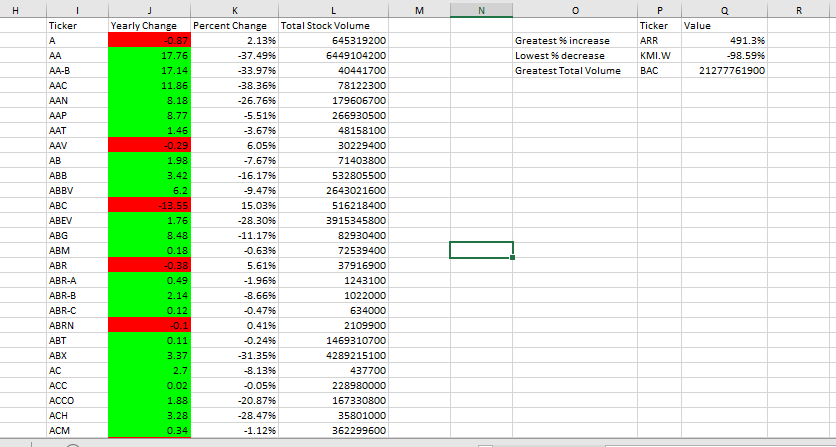 H I J K L M N O P Q R
Ticker Yearly Change Percent Change Total Stock Volume Ticker Value
A -0.87 2.13% 645319200 Greatest % increase ARR 491.3%
AA 17.76 -37.49% 6449104200 Lowest % decrease KMI.W -98.59%
AA-B 17.14 -33.97% 40441700 Greatest Total Volume BAC 21277761900
AAC 11.86 -38.36% 78122300
AAN 8.18 -26.76% 179606700
AAP 8.77 -5.51% 266930500
AAT 1.46 -3.67% 48158100
AAV -0.29 6.05% 30229400
AB 1.98 -7.67% 71403800
ABB 3.42 -16.17% 532805500
ABBV 6.2 -9.47% 2643021600
ABC -13.55 15.03% 516218400
ABEV 1.76 -28.30% 3915345800
ABG 8.48 -11.17% 82930400
ABM 0.18 -0.63% 72539400
ABR -0.38 5.61% 37916900
ABR-A 0.49 -1.96% 1243100
ABR-B 2.14 -8.66% 1022000
ABR-C 0.12 -0.47% 634000
ABRN -0.1 0.41% 2109900
ABT 0.11 -0.24% 1469310700
ABX 3.37 -31.35% 4289215100
AC 2.7 -8.13% 437700
ACC 0.02 -0.05% 228980000
ACCO 1.88 -20.87% 167330800
ACH 3.28 -28.47% 35801000
ACM 0.34 -1.12% 362299600